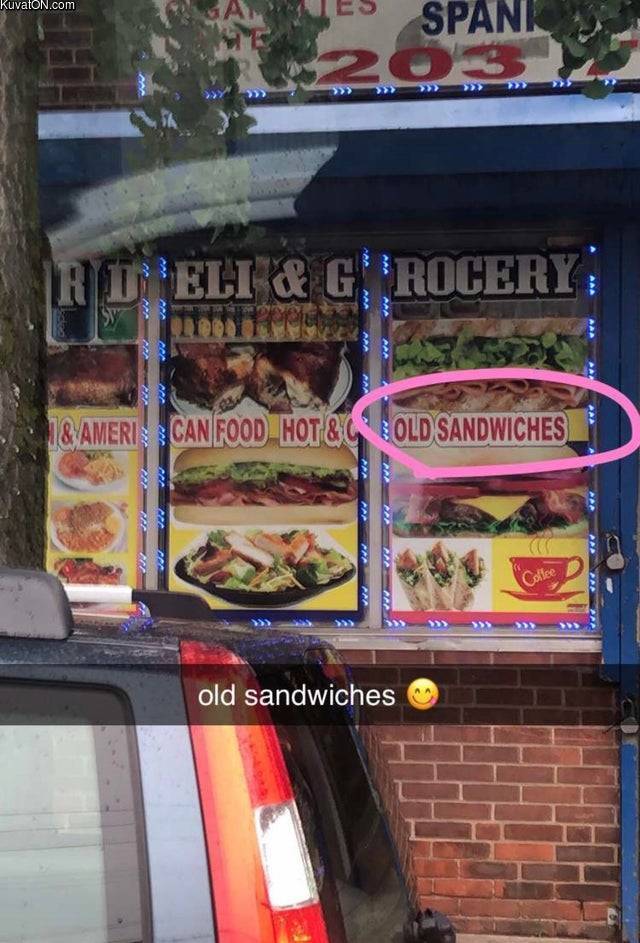 KuvatON.com
SPANI
203
R D ELI & G ROCERY
& AMERI CAN FOOD HOT & C OLD SANDWICHES
Coffee
old sandwiches 😋